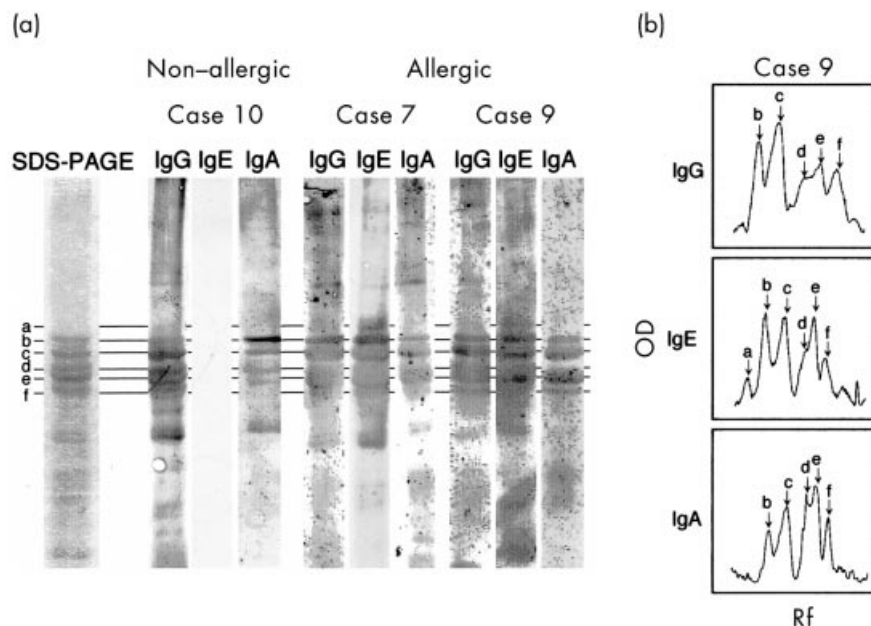 (a)
Non–allergic Allergic
Case 10 Case 7 Case 9
SDS-PAGE IgG IgE IgA IgG IgE IgA IgG IgE IgA
a
b
c
d
e
f
(b)
Case 9
IgG
b c d e f
OD
IgE
a b c d e f
IgA
b c d e f
Rf